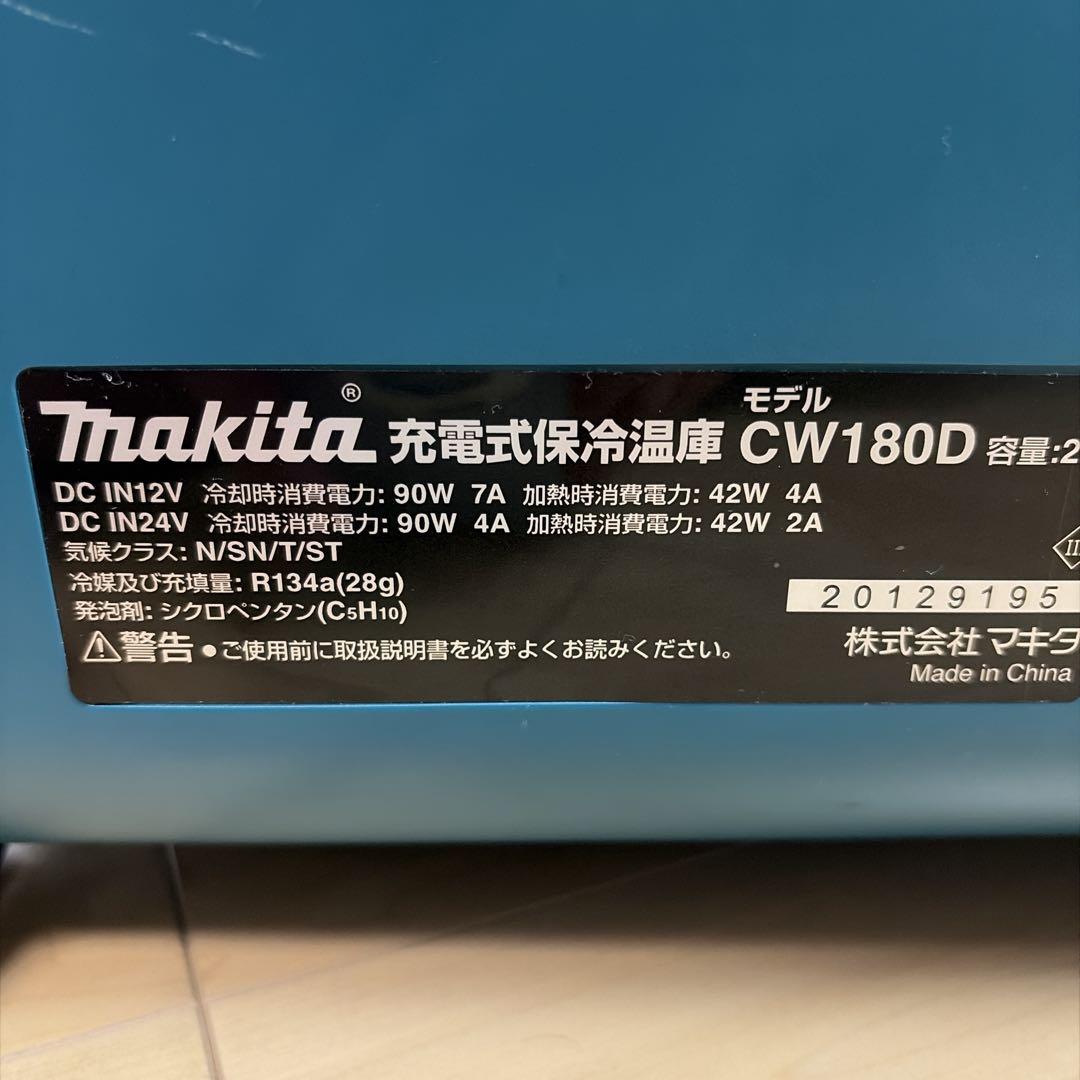 makita® 充電式保冷温庫 モデル CW180D 容量:2
DC IN12V 冷却時消費電力: 90W 7A 加熱時消費電力: 42W 4A
DC IN24V 冷却時消費電力: 90W 4A 加熱時消費電力: 42W 2A
気候クラス: N/SN/T/ST
III
冷媒及び充填量: R134a(28g)
20129195
発泡剤: シクロペンタン(C5H10)
⚠警告 ●ご使用前に取扱説明書を必ずよくお読みください。
株式会社 マキタ
Made in China